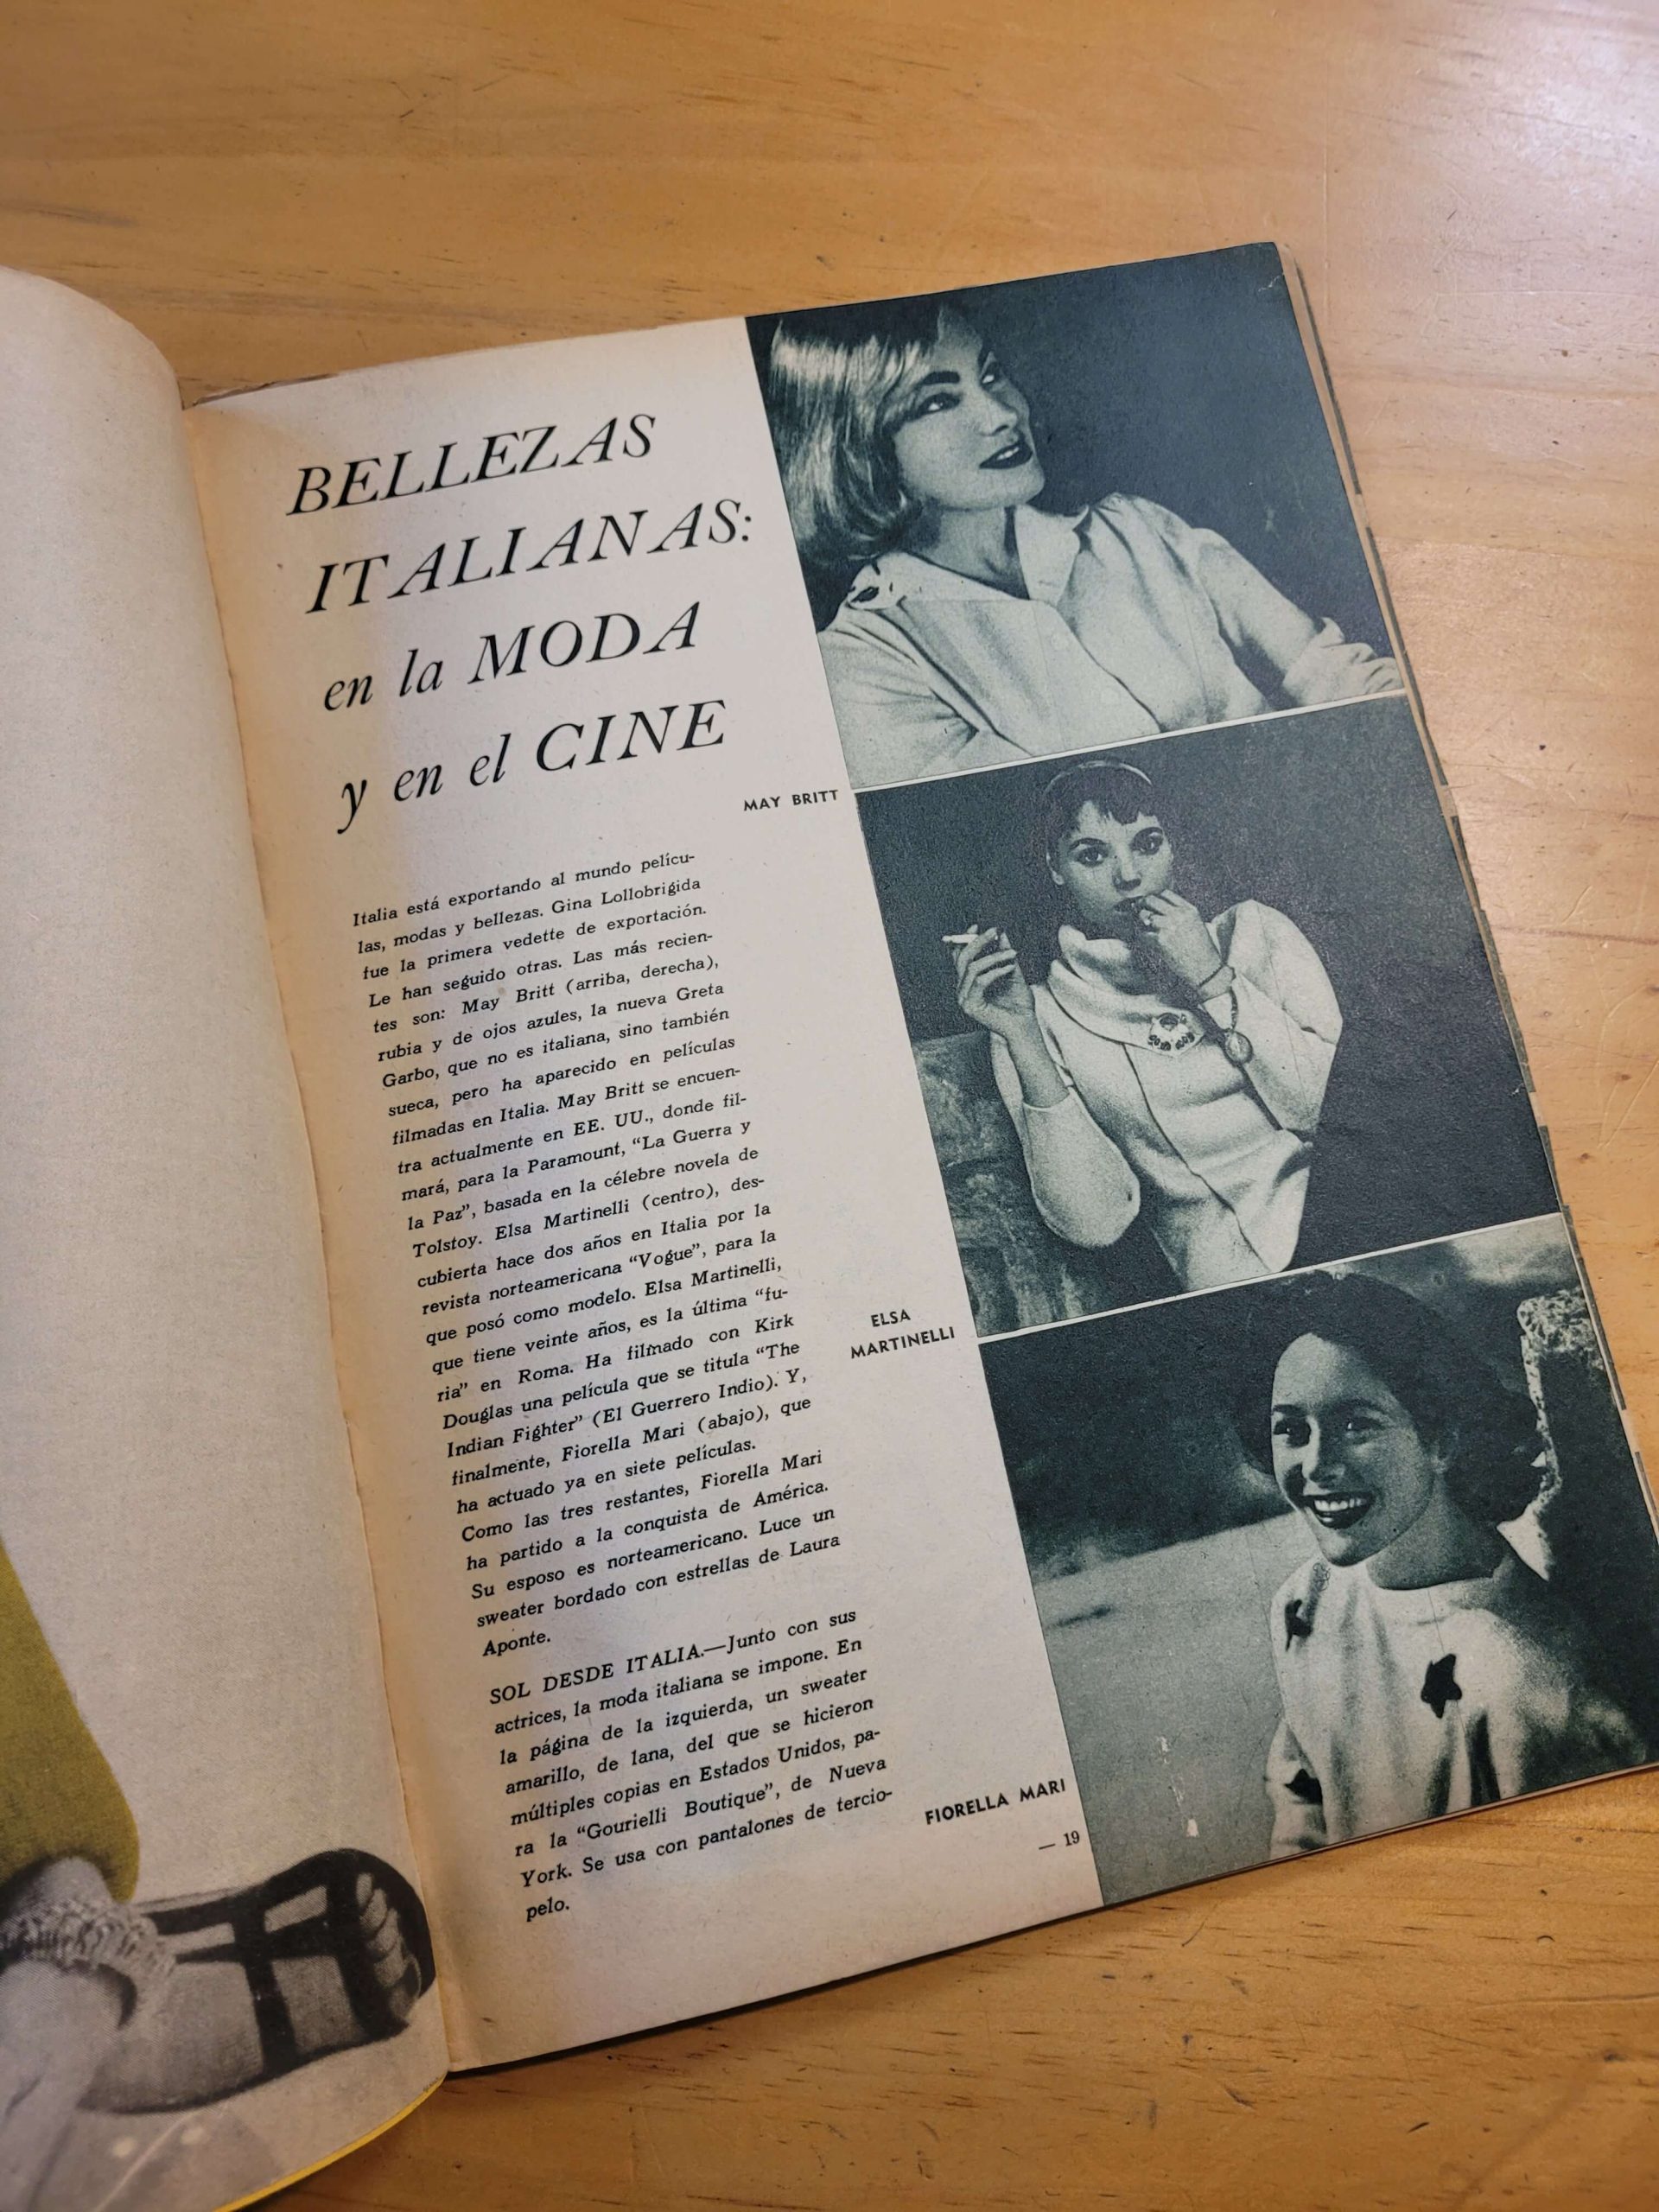 BELLEZAS
ITALIANAS:
en la MODA
y en el CINE
MAY BRITT
Italia está exportando al mundo pelícu-
las, modas y bellezas. Gina Lollobrigida
fue la primera vedette de exportación.
Le han seguido otras. Las más recien-
tes son: May Britt (arriba, derecha),
rubia y de ojos azules, la nueva Greta
Garbo, que no es italiana, sino también
sueca, pero ha aparecido en películas
filmadas en Italia. May Britt se encuen-
tra actualmente en EE. UU., donde fil-
mará, para la Paramount, “La Guerra y
la Paz”, basada en la célebre novela de
Tolstoy. Elsa Martinelli (centro), des-
cubierta hace dos años en Italia por la
revista norteamericana “Vogue”, para la
que posó como modelo. Elsa Martinelli,
que tiene veinte años, es la última “fu-
ria” en Roma. Ha filmado con Kirk
Douglas una película que se titula “The
Indian Fighter” (El Guerrero Indio). Y,
finalmente, Fiorella Mari (abajo), que
ha actuado ya en siete películas.
Como las tres restantes, Fiorella Mari
ha partido a la conquista de América.
Su esposo es norteamericano. Luce un
sweater bordado con estrellas de Laura
Aponte.
ELSA
MARTINELLI
SOL DESDE ITALIA.—Junto con sus
actrices, la moda italiana se impone. En
la página de la izquierda, un sweater
amarillo, de lana, del que se hicieron
múltiples copias en Estados Unidos, pa-
ra la “Gourielli Boutique”, de Nueva
York. Se usa con pantalones de tercio-
pelo.
FIORELLA MARI
— 19